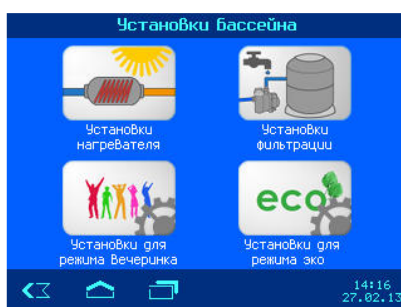 Установки бассейна
Установки
нагревателя
Установки
фильтрации
eco
Установки для
режима Вечеринка
Установки для
режима эко
14:16
27.02.13